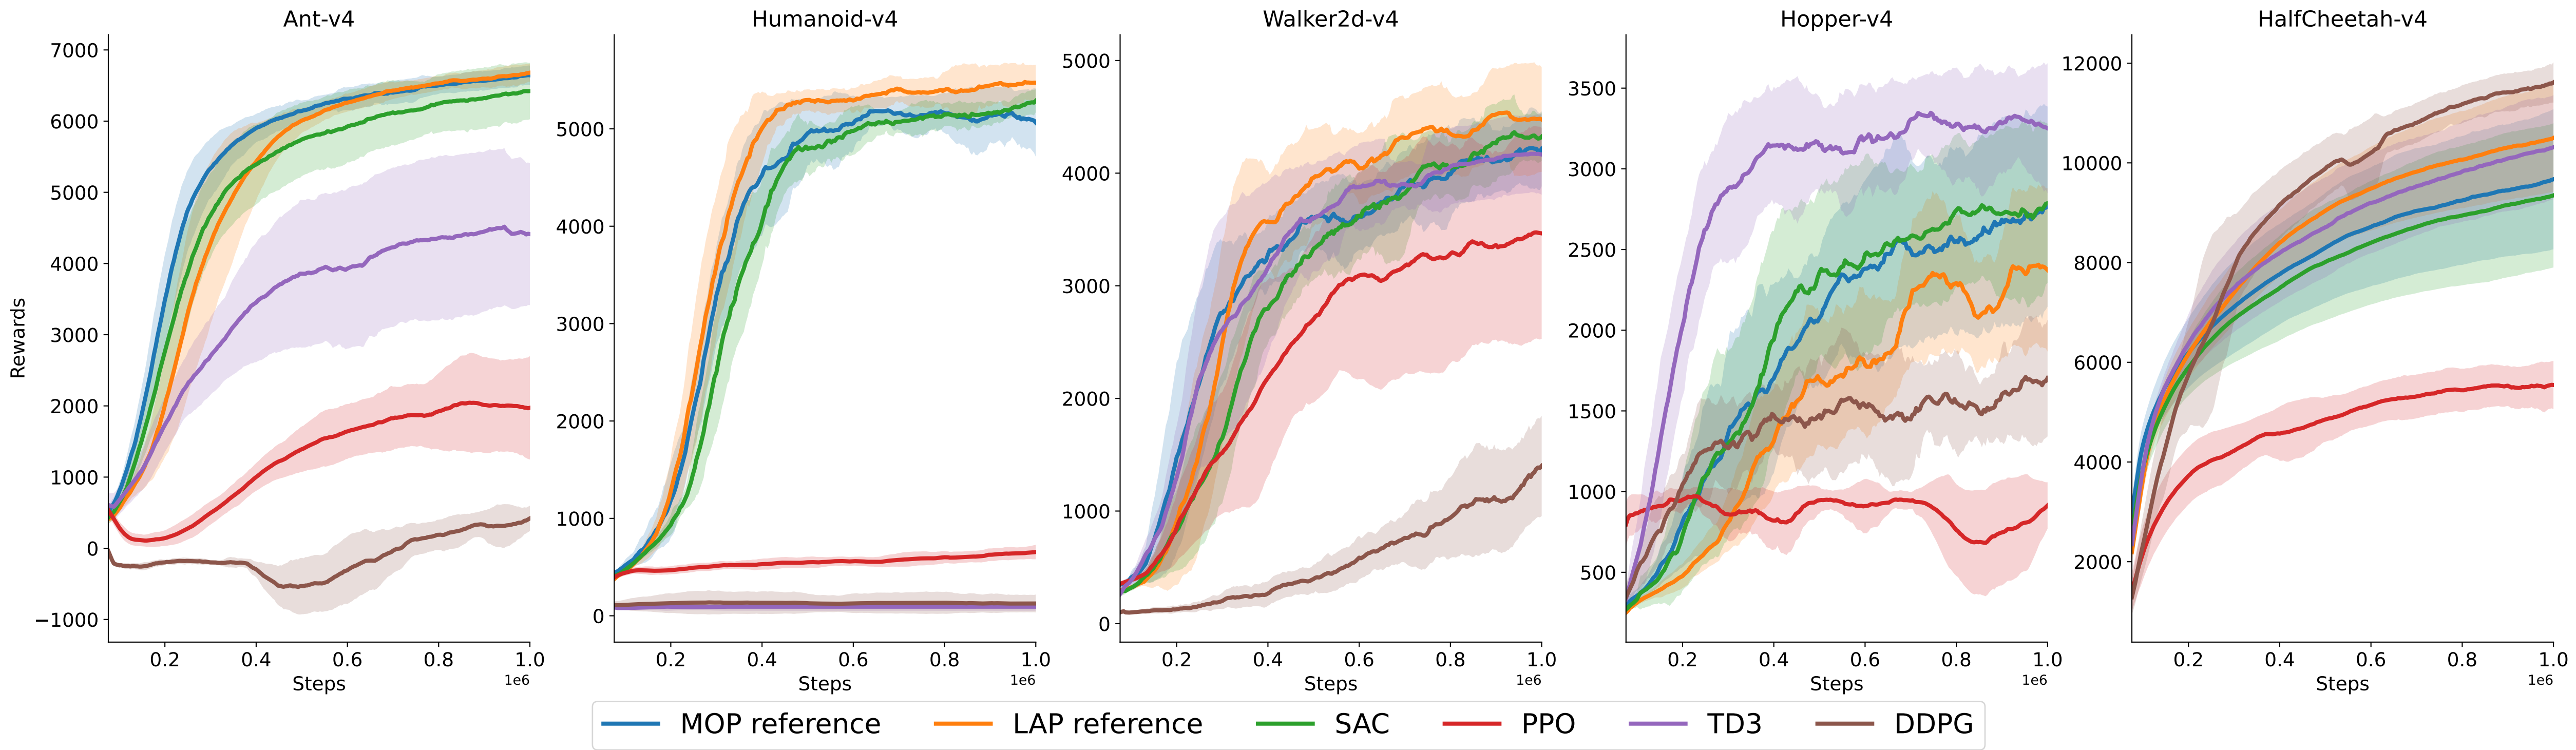 Ant-v4
Humanoid-v4
Walker2d-v4
Hopper-v4
HalfCheetah-v4
Rewards
7000
6000
5000
4000
3000
2000
1000
0
−1000
0.2 0.4 0.6 0.8 1.0
Steps 1e6
5000
4000
3000
2000
1000
0
0.2 0.4 0.6 0.8 1.0
Steps 1e6
5000
4000
3000
2000
1000
0
0.2 0.4 0.6 0.8 1.0
Steps 1e6
3500
3000
2500
2000
1500
1000
500
0.2 0.4 0.6 0.8 1.0
Steps 1e6
12000
10000
8000
6000
4000
2000
0.2 0.4 0.6 0.8 1.0
Steps 1e6
MOP reference LAP reference SAC PPO TD3 DDPG